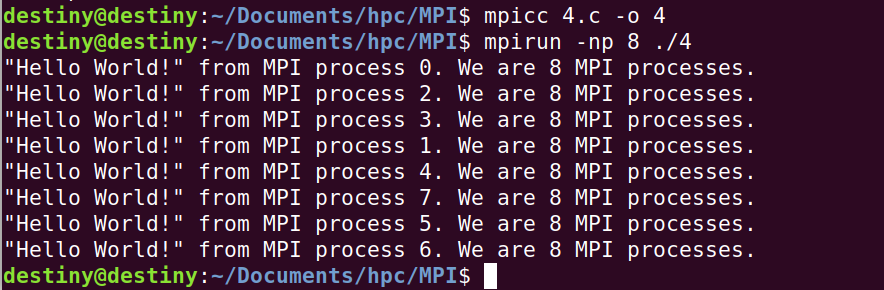 destiny@destiny:~/Documents/hpc/MPI$ mpicc 4.c -o 4
destiny@destiny:~/Documents/hpc/MPI$ mpirun -np 8 ./4
"Hello World!" from MPI process 0. We are 8 MPI processes.
"Hello World!" from MPI process 2. We are 8 MPI processes.
"Hello World!" from MPI process 3. We are 8 MPI processes.
"Hello World!" from MPI process 1. We are 8 MPI processes.
"Hello World!" from MPI process 4. We are 8 MPI processes.
"Hello World!" from MPI process 7. We are 8 MPI processes.
"Hello World!" from MPI process 5. We are 8 MPI processes.
"Hello World!" from MPI process 6. We are 8 MPI processes.
destiny@destiny:~/Documents/hpc/MPI$